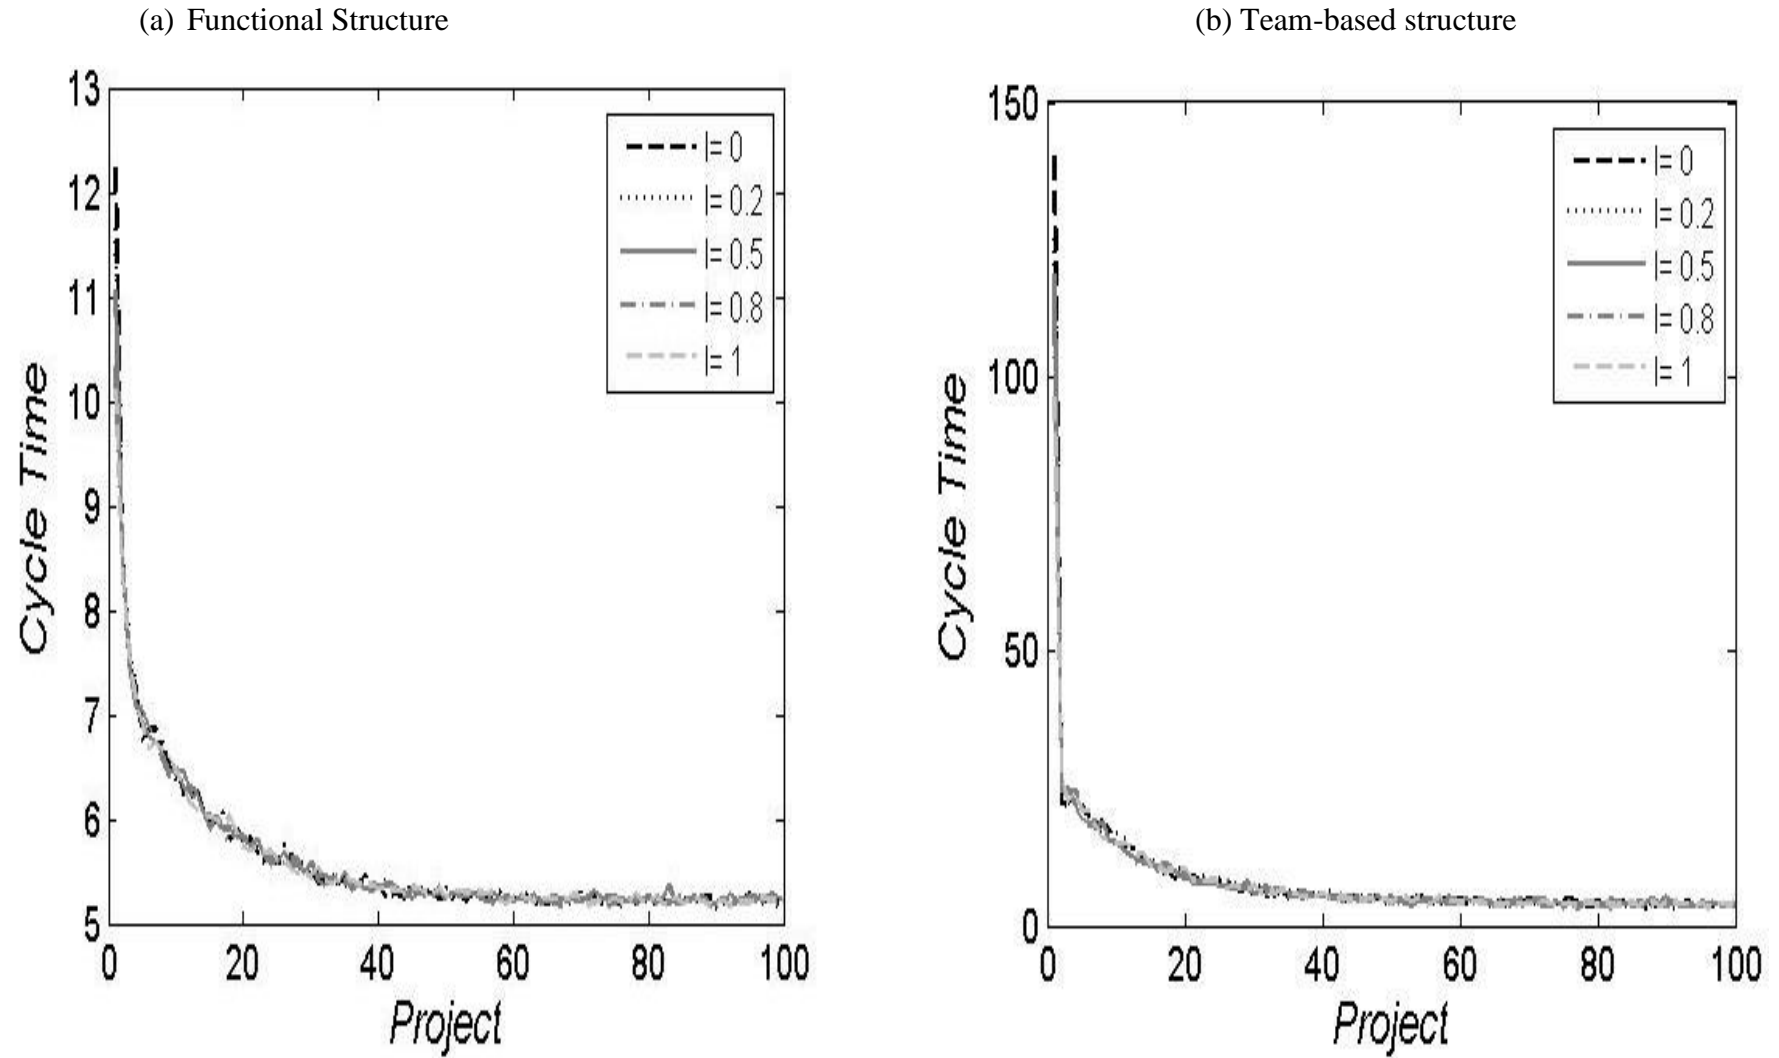 (a) Functional Structure
13
12
11
10
9
8
7
6
5
0
20
40
60
80
100
Cycle Time
Project
l= 0
l= 0.2
l= 0.5
l= 0.8
l= 1
(b) Team-based structure
150
100
50
0
0
20
40
60
80
100
Cycle Time
Project
l= 0
l= 0.2
l= 0.5
l= 0.8
l= 1